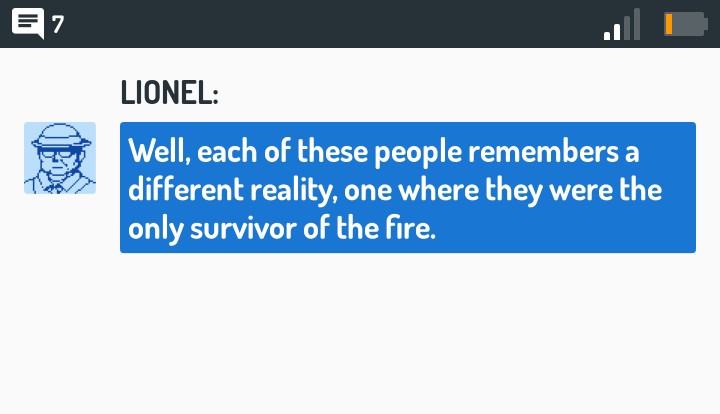 7
LIONEL:
Well, each of these people remembers a
different reality, one where they were the
only survivor of the fire.